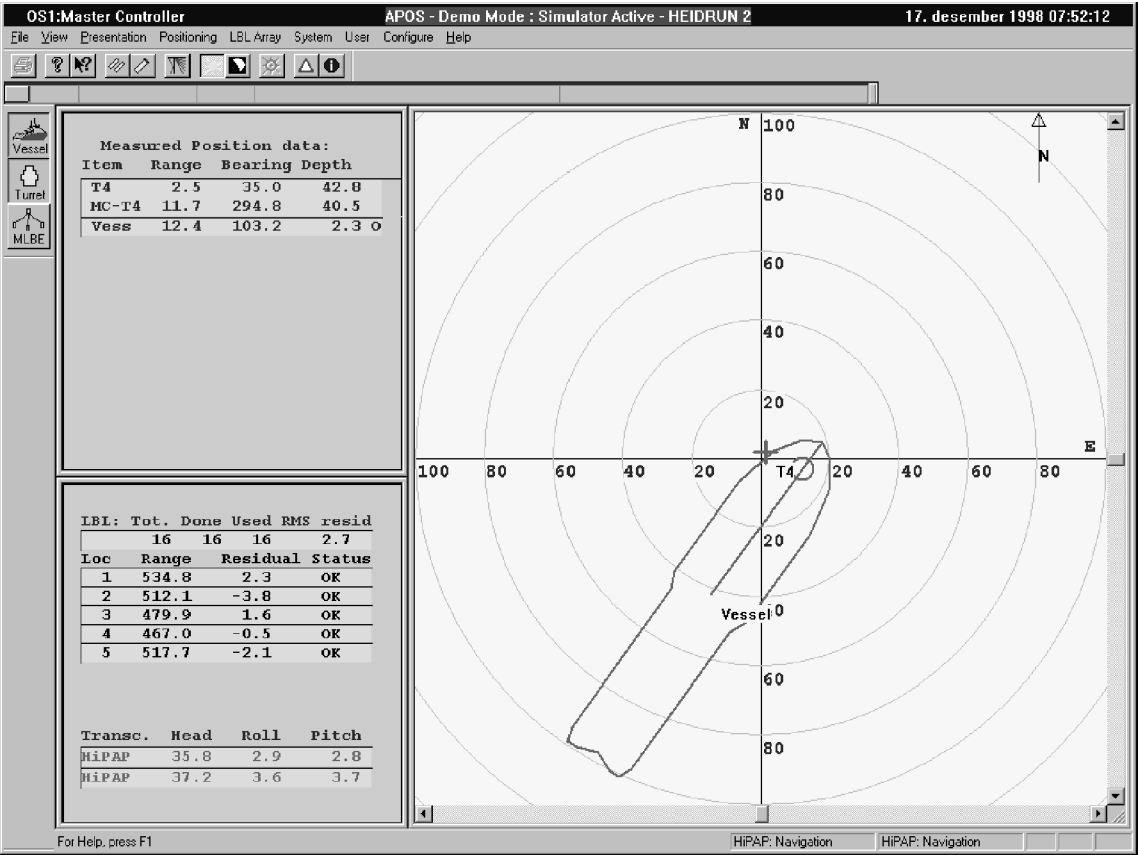 OS1:Master Controller APOS - Demo Mode : Simulator Active - HEIDRUN 2 17. desember 1998 07:52:12
File View Presentation Positioning LBL Array System User Configure Help
Vessel
Turret
MLBE
Measured Position data:
Item Range Bearing Depth
T4 2.5 35.0 42.8
MC-T4 11.7 294.8 40.5
Vess 12.4 103.2 2.3 O
LBL: Tot. Done Used RMS resid
16 16 16 2.7
Loc Range Residual Status
1 534.8 2.3 OK
2 512.1 -3.8 OK
3 479.9 1.6 OK
4 467.0 -0.5 OK
5 517.7 -2.1 OK
Transc. Head Roll Pitch
HiPAP 35.8 2.9 2.8
HiPAP 37.2 3.6 3.7
N 100
N
80
60
40
20
E
100 80 60 40 20 T4 20 40 60 80
20
Vessel 0
60
80
For Help, press F1 HiPAP: Navigation HiPAP: Navigation